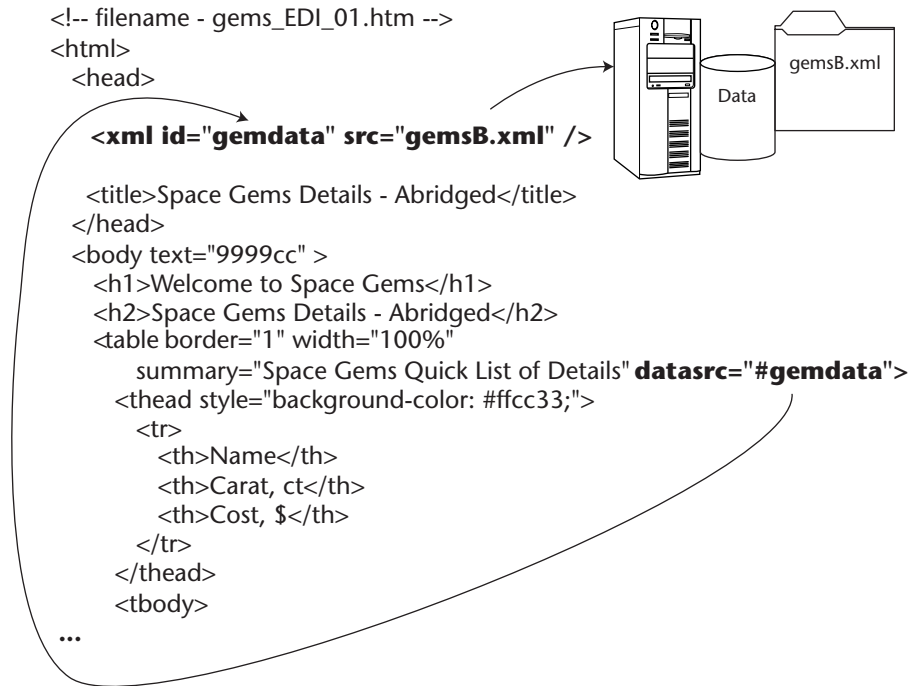 <!-- filename - gems_EDI_01.htm -->
<html>
<head>
<xml id="gemdata" src="gemsB.xml" />
Data
gemsB.xml
<title>Space Gems Details - Abridged</title>
</head>
<body text="9999cc" >
<h1>Welcome to Space Gems</h1>
<h2>Space Gems Details - Abridged</h2>
<table border="1" width="100%"
summary="Space Gems Quick List of Details" datasrc="#gemdata">
<thead style="background-color: #ffcc33;">
<tr>
<th>Name</th>
<th>Carat, ct</th>
<th>Cost, $</th>
</tr>
</thead>
<tbody>
...